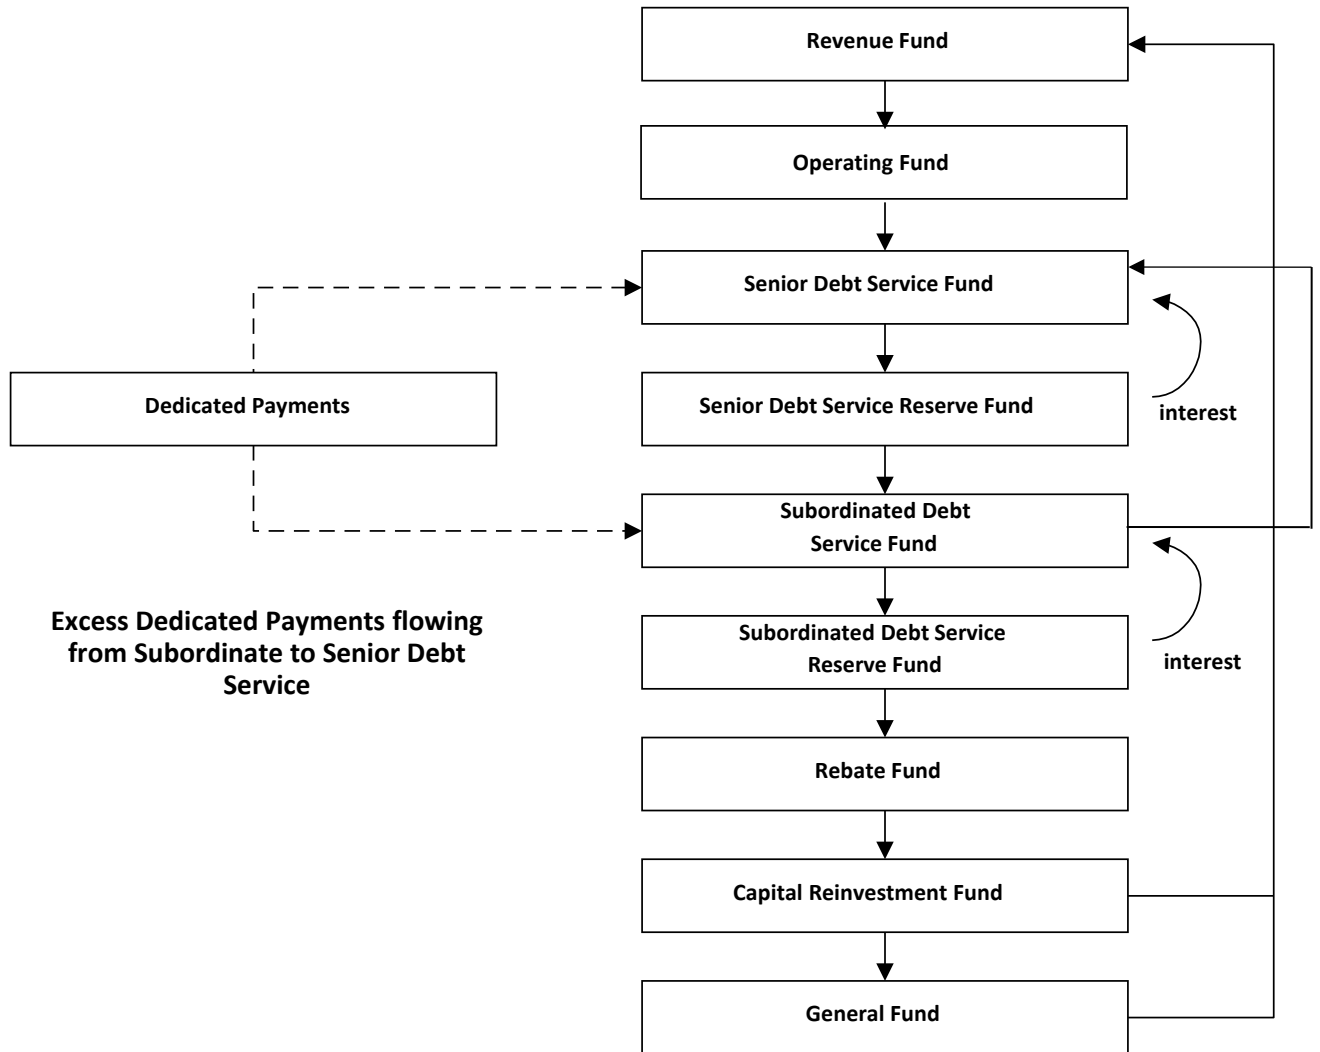 Revenue Fund
Operating Fund
Senior Debt Service Fund
Dedicated Payments
Senior Debt Service Reserve Fund
interest
Subordinated Debt
Service Fund
Excess Dedicated Payments flowing
from Subordinate to Senior Debt
Service
Subordinated Debt Service
Reserve Fund
interest
Rebate Fund
Capital Reinvestment Fund
General Fund